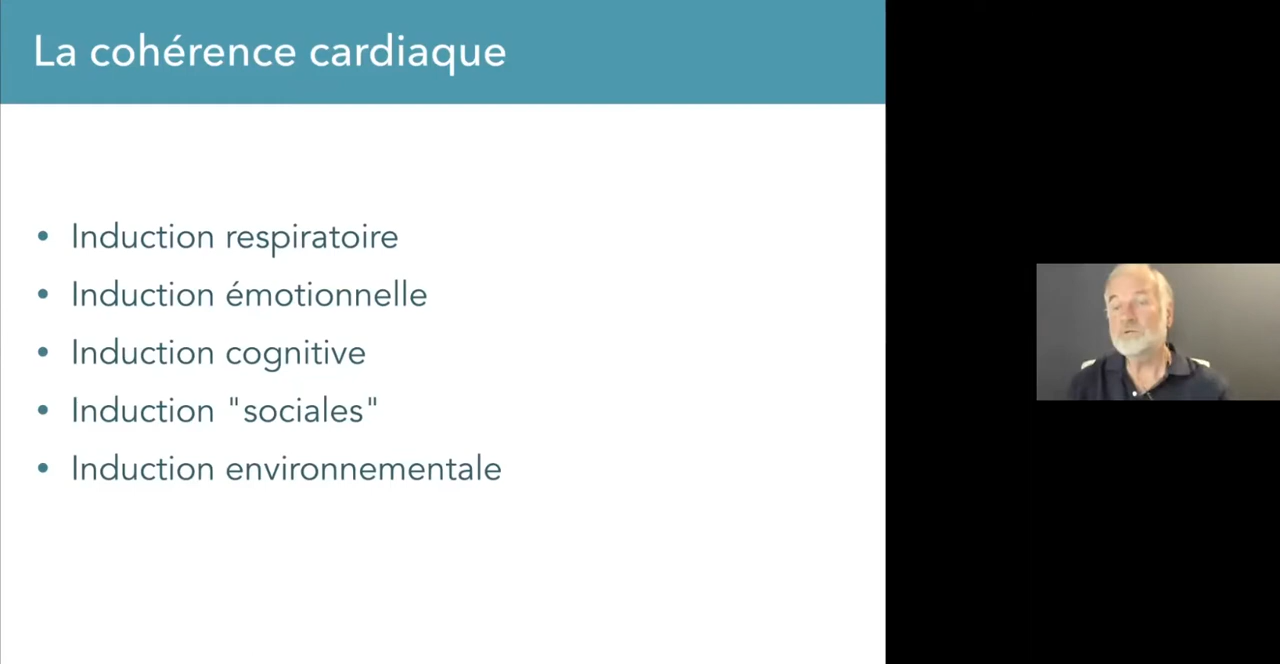 La cohérence cardiaque
• Induction respiratoire
• Induction émotionnelle
• Induction cognitive
• Induction "sociales"
• Induction environnementale